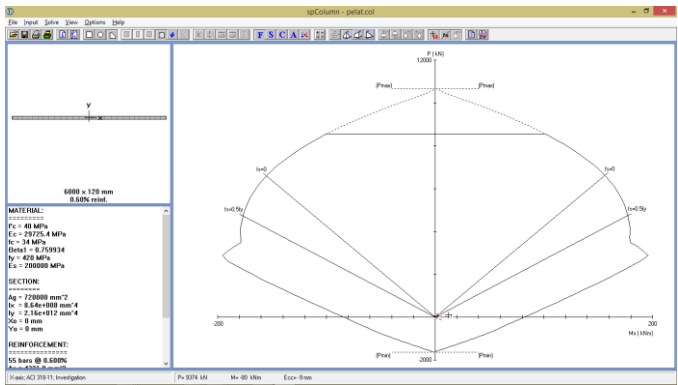 spColumn - pelat.col
File Input Solve View Options Help
F S C A
P ( kN)
12000
(Pmax) (Pmax)
y
x
fs=0 fs=0
6000 x 120 mm
0.60% reinf.
fs=0.5fy fs=0.5fy
MATERIAL:
=========
f'c = 40 MPa
Ec = 29725.4 MPa
fc = 34 MPa
Beta1 = 0.759934
fy = 420 MPa
Es = 200000 MPa
SECTION:
========
Ag = 720000 mm^2
Ix = 8.64e+008 mm^4
Iy = 2.16e+012 mm^4
Xo = 0 mm
Yo = 0 mm
-200 200
Mx ( kNm)
REINFORCEMENT:
==============
55 bars @ 0.600%
(Pmin) (Pmin)
-2000
X-axis; ACI 318-11; Investigation P= 9374 kN M= -80 kNm Ecc= -9 mm